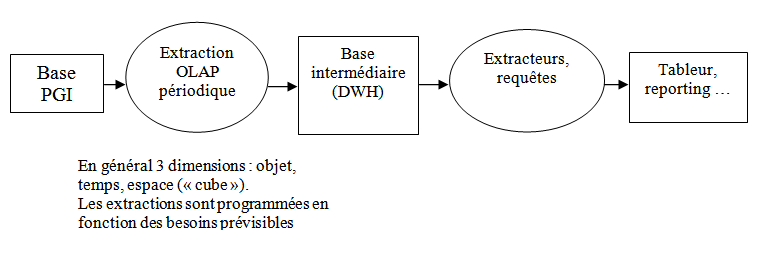 Base
PGI
Extraction
OLAP
périodique
Base
intermédiaire
(DWH)
Extracteurs,
requêtes
Tableur,
reporting …
En général 3 dimensions : objet,
temps, espace (« cube »).
Les extractions sont programmées en
fonction des besoins prévisibles